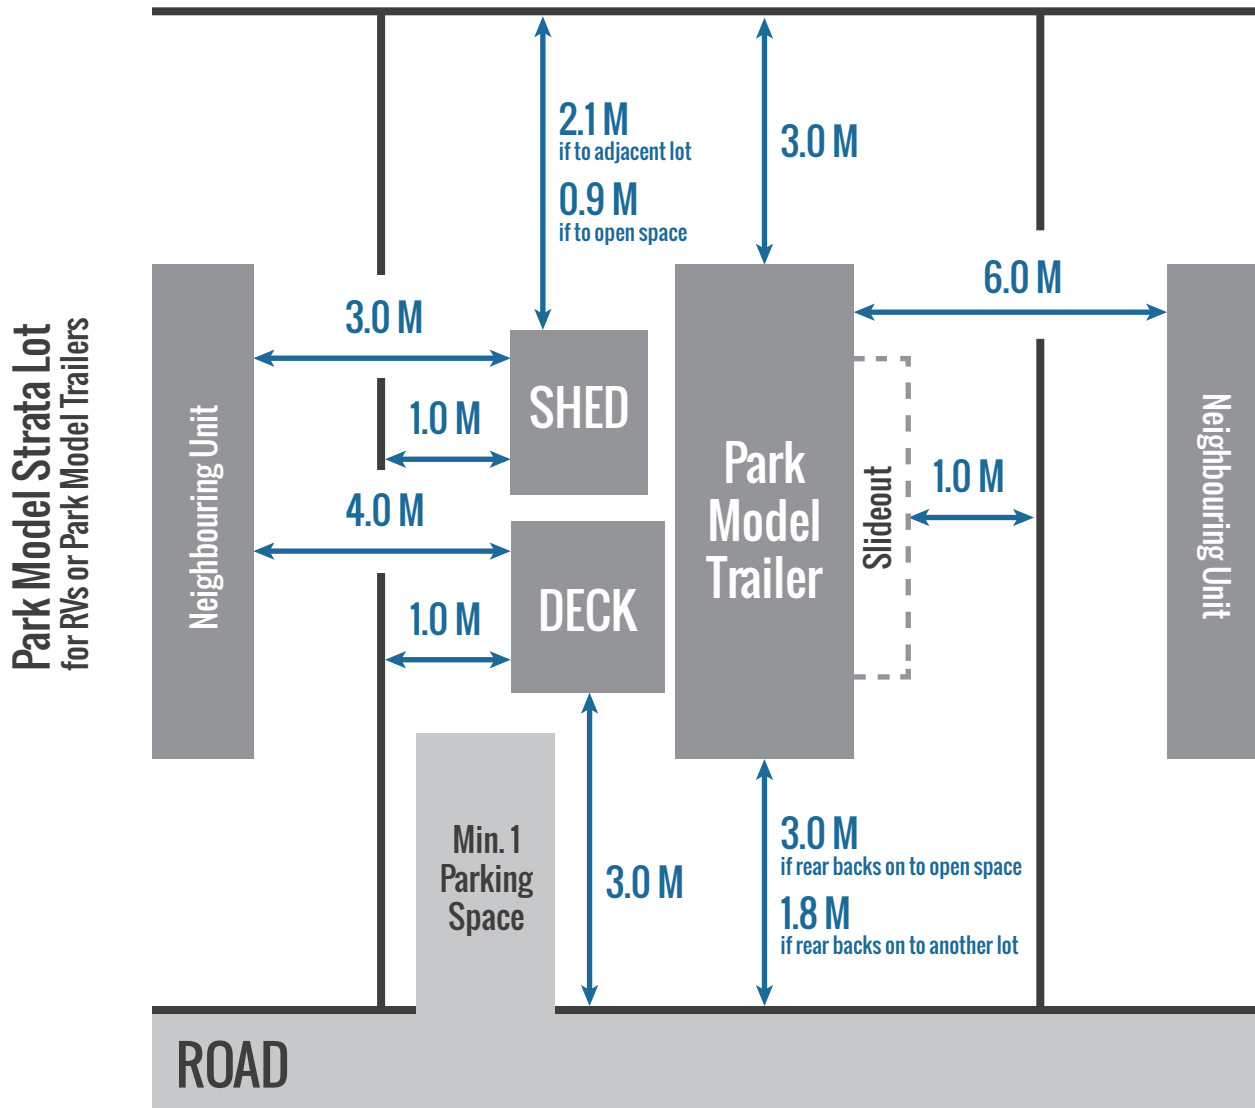 Park Model Strata Lot
for RVs or Park Model Trailers
2.1 M
if to adjacent lot
0.9 M
if to open space
3.0 M
6.0 M
3.0 M
SHED
1.0 M
Neighbouring Unit
4.0 M
DECK
1.0 M
Park
Model
Trailer
Slideout
1.0 M
Neighbouring Unit
Min. 1
Parking
Space
3.0 M
3.0 M
if rear backs on to open space
1.8 M
if rear backs on to another lot
ROAD